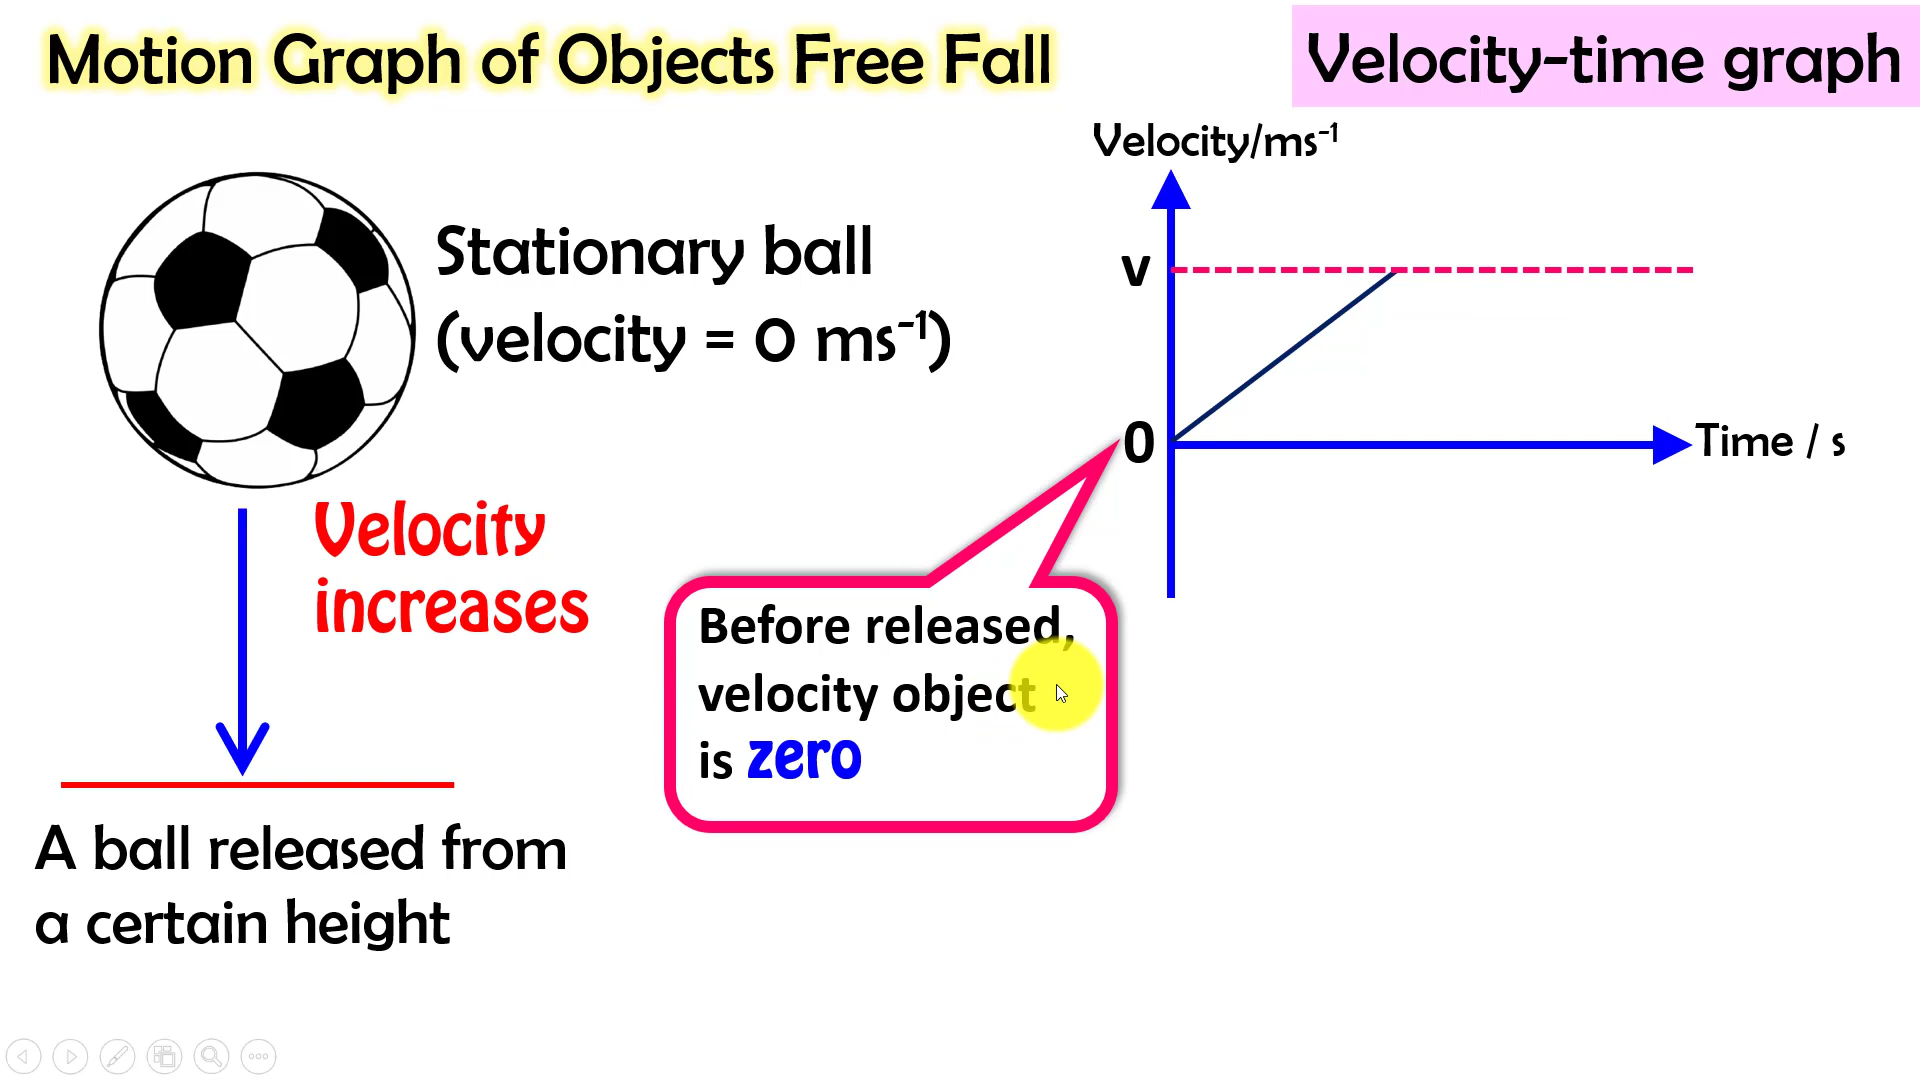 Motion Graph of Objects Free Fall
Velocity-time graph
Velocity/ms⁻¹
Stationary ball
(velocity = 0 ms⁻¹)
v
0
Time / s
Velocity
increases
Before released,
velocity object
is zero
A ball released from
a certain height